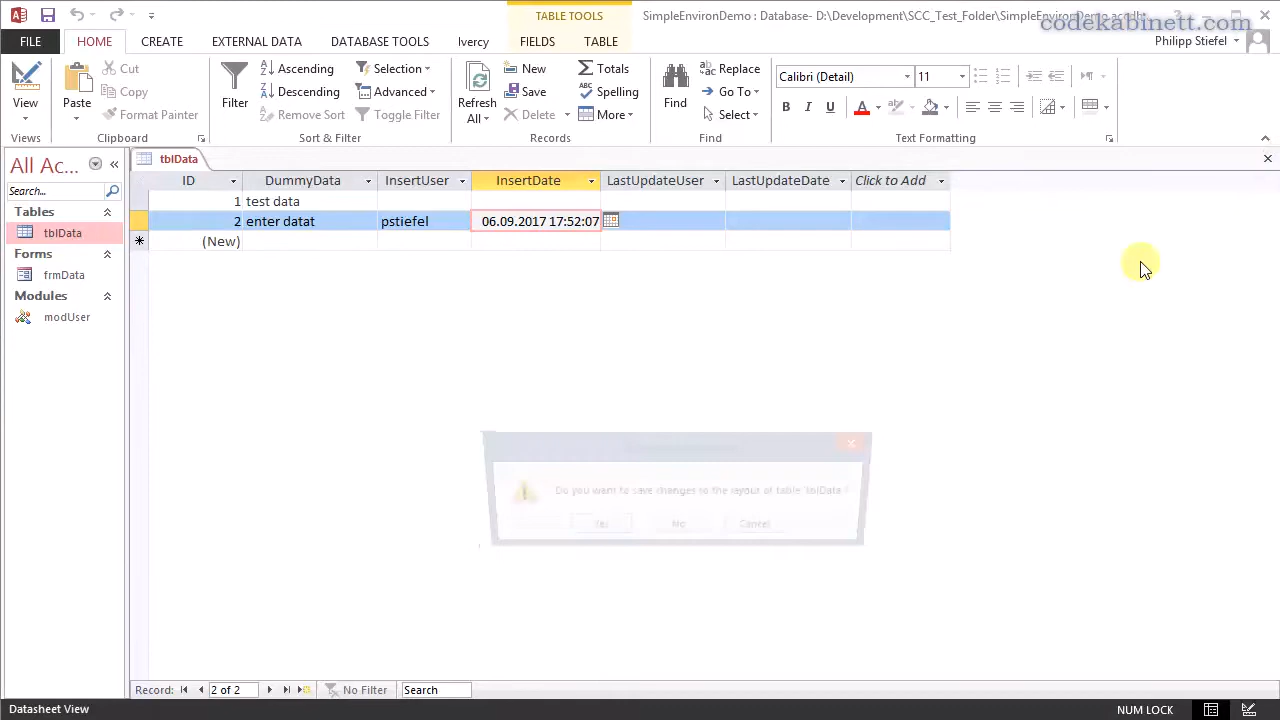 TABLE TOOLS
SimpleEnvironDemo : Database- D:\Development\SCC_Test_Folder\SimpleEnvironDemo.accdb
codekabinett.com
FILE HOME CREATE EXTERNAL DATA DATABASE TOOLS Ivercy FIELDS TABLE Philipp Stiefel
View
Views
Paste
Cut
Copy
Format Painter
Clipboard
Filter
Ascending
Descending
Remove Sort
Selection
Advanced
Toggle Filter
Sort & Filter
Refresh
All
New
Save
Delete
Totals
Spelling
More
Records
Find
Replace
Go To
Select
Find
Calibri (Detail) 11
B I U A
Text Formatting
All Ac...
Search...
Tables
tblData
Forms
frmData
Modules
modUser
tblData
ID DummyData InsertUser InsertDate LastUpdateUser LastUpdateDate Click to Add
1 test data
2 enter datat pstiefel 06.09.2017 17:52:07
(New)
Do you want to save changes to the layout of table 'tblData'?
Yes No Cancel
Record: 2 of 2 No Filter Search
Datasheet View NUM LOCK